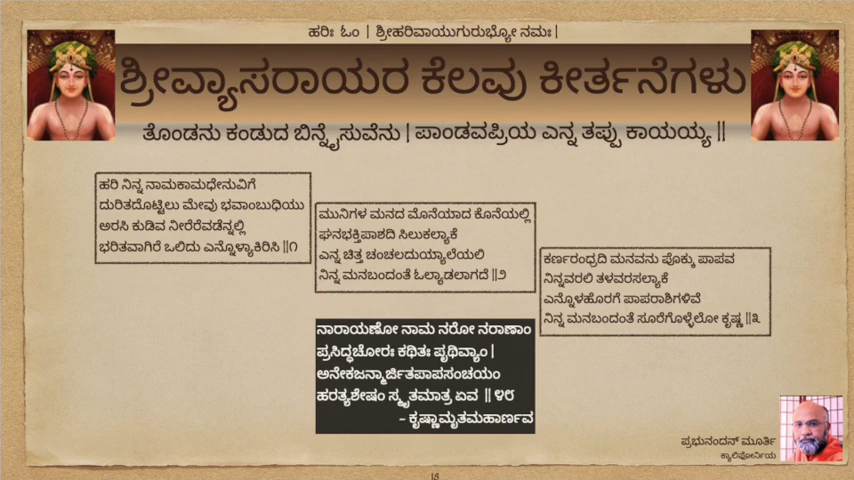 ಹರಿಃ ಓಂ | ಶ್ರೀಹರಿವಾಯುಗುರುಭ್ಯೋ ನಮಃ |
ಶ್ರೀವ್ಯಾಸರಾಯರ ಕೆಲವು ಕೀರ್ತನೆಗಳು
ತೊಂಡನು ಕಂಡುದ ಬಿನ್ನೈಸುವೆನು | ಪಾಂಡವಪ್ರಿಯ ಎನ್ನ ತಪ್ಪು ಕಾಯಯ್ಯ ||
ಹರಿ ನಿನ್ನ ನಾಮಕಾಮಧೇನುವಿಗೆ
ದುರಿತದೊಟ್ಟಿಲು ಮೇವು ಭವಾಂಬುಧಿಯು
ಅರಸಿ ಕುಡಿವ ನೀರೆರೆವಡೆನ್ನಲ್ಲಿ
ಭರಿತವಾಗಿರೆ ಒಲಿದು ಎನ್ನೊಳ್ಯಾಕಿರಿಸಿ ||೧
ಮುನಿಗಳ ಮನದ ಮೊನೆಯಾದ ಕೊನೆಯಲ್ಲಿ
ಘನಭಕ್ತಿಪಾಶದಿ ಸಿಲುಕಲ್ಯಾಕೆ
ಎನ್ನ ಚಿತ್ತ ಚಂಚಲದುಯ್ಯಾಲೆಯಲಿ
ನಿನ್ನ ಮನಬಂದಂತೆ ಓಲ್ಯಾಡಲಾಗದೆ ||೨
ಕರ್ಣರಂಧ್ರದಿ ಮನವನು ಪೊಕ್ಕು ಪಾಪವ
ನಿನ್ನವರಲಿ ತಳವರಸಲ್ಯಾಕೆ
ಎನ್ನೊಳಹೊರಗೆ ಪಾಪರಾಶಿಗಳಿವೆ
ನಿನ್ನ ಮನಬಂದಂತೆ ಸೂರೆಗೊಳ್ಳೆಲೋ ಕೃಷ್ಣ ||೩
ನಾರಾಯಣೋ ನಾಮ ನರೋ ನರಾಣಾಂ
ಪ್ರಸಿದ್ಧಚೋರಃ ಕಥಿತಃ ಪೃಥಿವ್ಯಾಂ |
ಅನೇಕಜನ್ಮಾರ್ಜಿತಪಾಪಸಂಚಯಂ
ಹರತ್ಯಶೇಷಂ ಸ್ಮೃತಮಾತ್ರ ಏವ || ೪೮
– ಕೃಷ್ಣಾಮೃತಮಹಾರ್ಣವ
ಪ್ರಭುನಂದನ್ ಮೂರ್ತಿ
ಕ್ಯಾಲಿಫೋರ್ನಿಯ